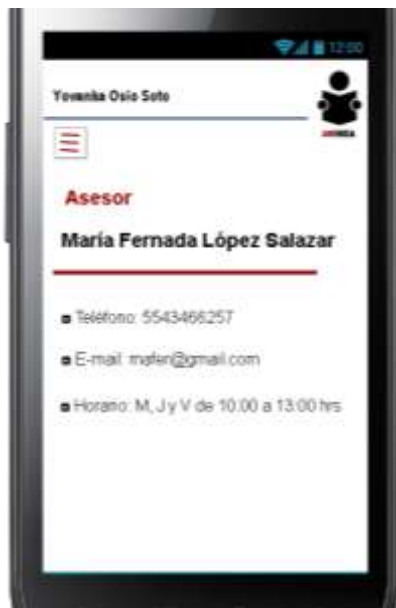 12:00
Yovanka Osio Soto
Asesor
María Fernada López Salazar
Teléfono: 5543466257
E-mail: mafer@gmail.com
Horario: M, J y V de 10:00 a 13:00 hrs